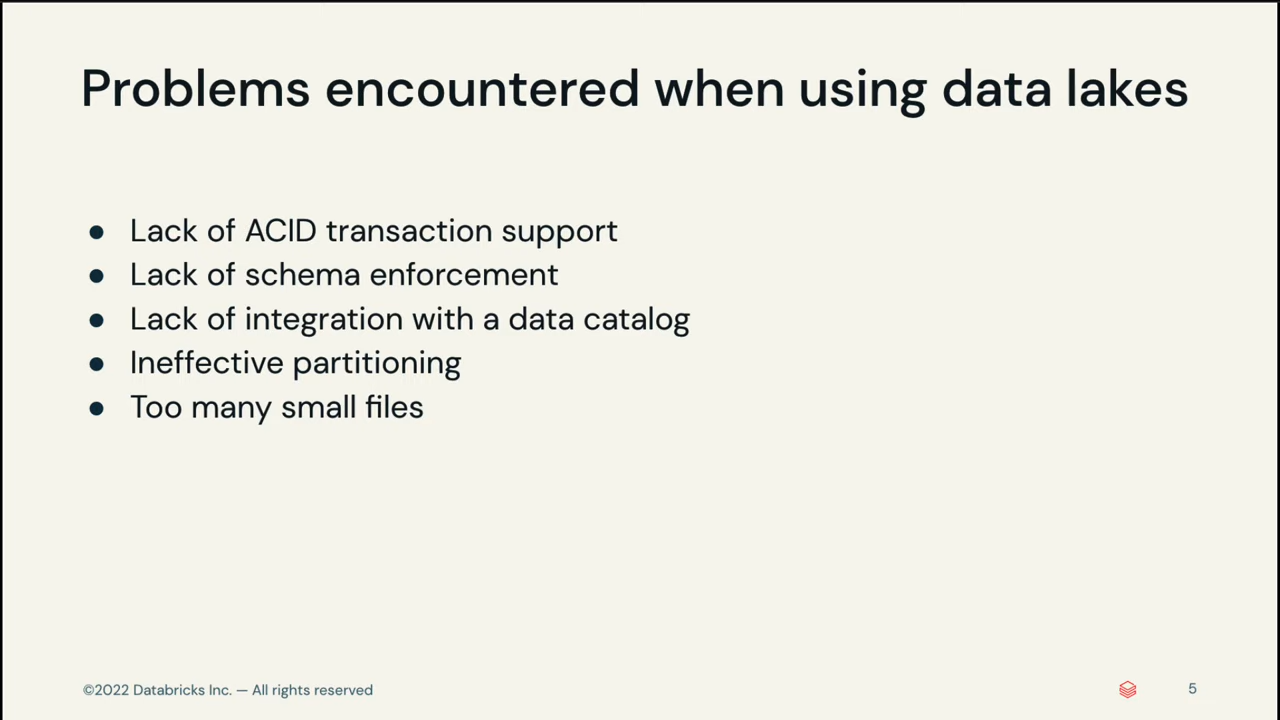 Problems encountered when using data lakes
● Lack of ACID transaction support
● Lack of schema enforcement
● Lack of integration with a data catalog
● Ineffective partitioning
● Too many small files
©2022 Databricks Inc. — All rights reserved
5